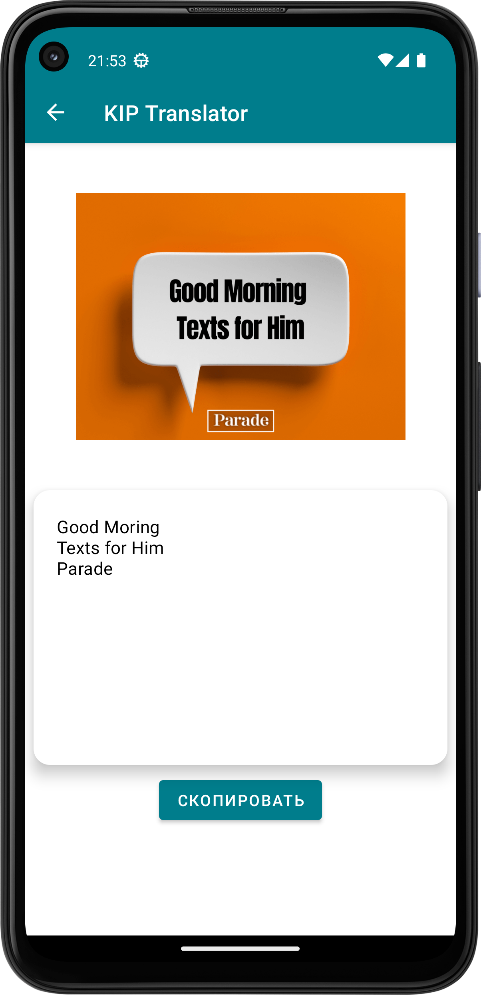 21:53
KIP Translator
Good Morning
Texts for Him
Parade
Good Moring
Texts for Him
Parade
СКОПИРОВАТЬ